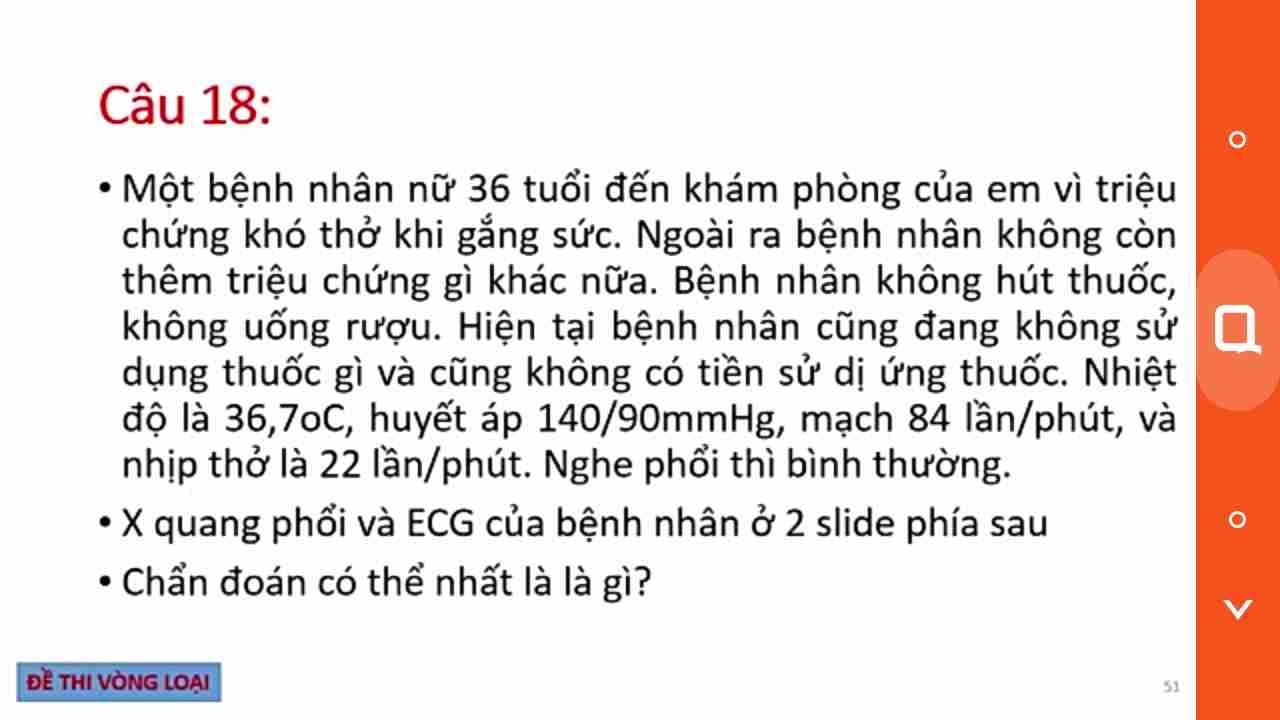 Câu 18:
• Một bệnh nhân nữ 36 tuổi đến khám phòng của em vì triệu
chứng khó thở khi gắng sức. Ngoài ra bệnh nhân không còn
thêm triệu chứng gì khác nữa. Bệnh nhân không hút thuốc,
không uống rượu. Hiện tại bệnh nhân cũng đang không sử
dụng thuốc gì và cũng không có tiền sử dị ứng thuốc. Nhiệt
độ là 36,7oC, huyết áp 140/90mmHg, mạch 84 lần/phút, và
nhịp thở là 22 lần/phút. Nghe phổi thì bình thường.
• X quang phổi và ECG của bệnh nhân ở 2 slide phía sau
• Chẩn đoán có thể nhất là là gì?
ĐỀ THI VÒNG LOẠI
51